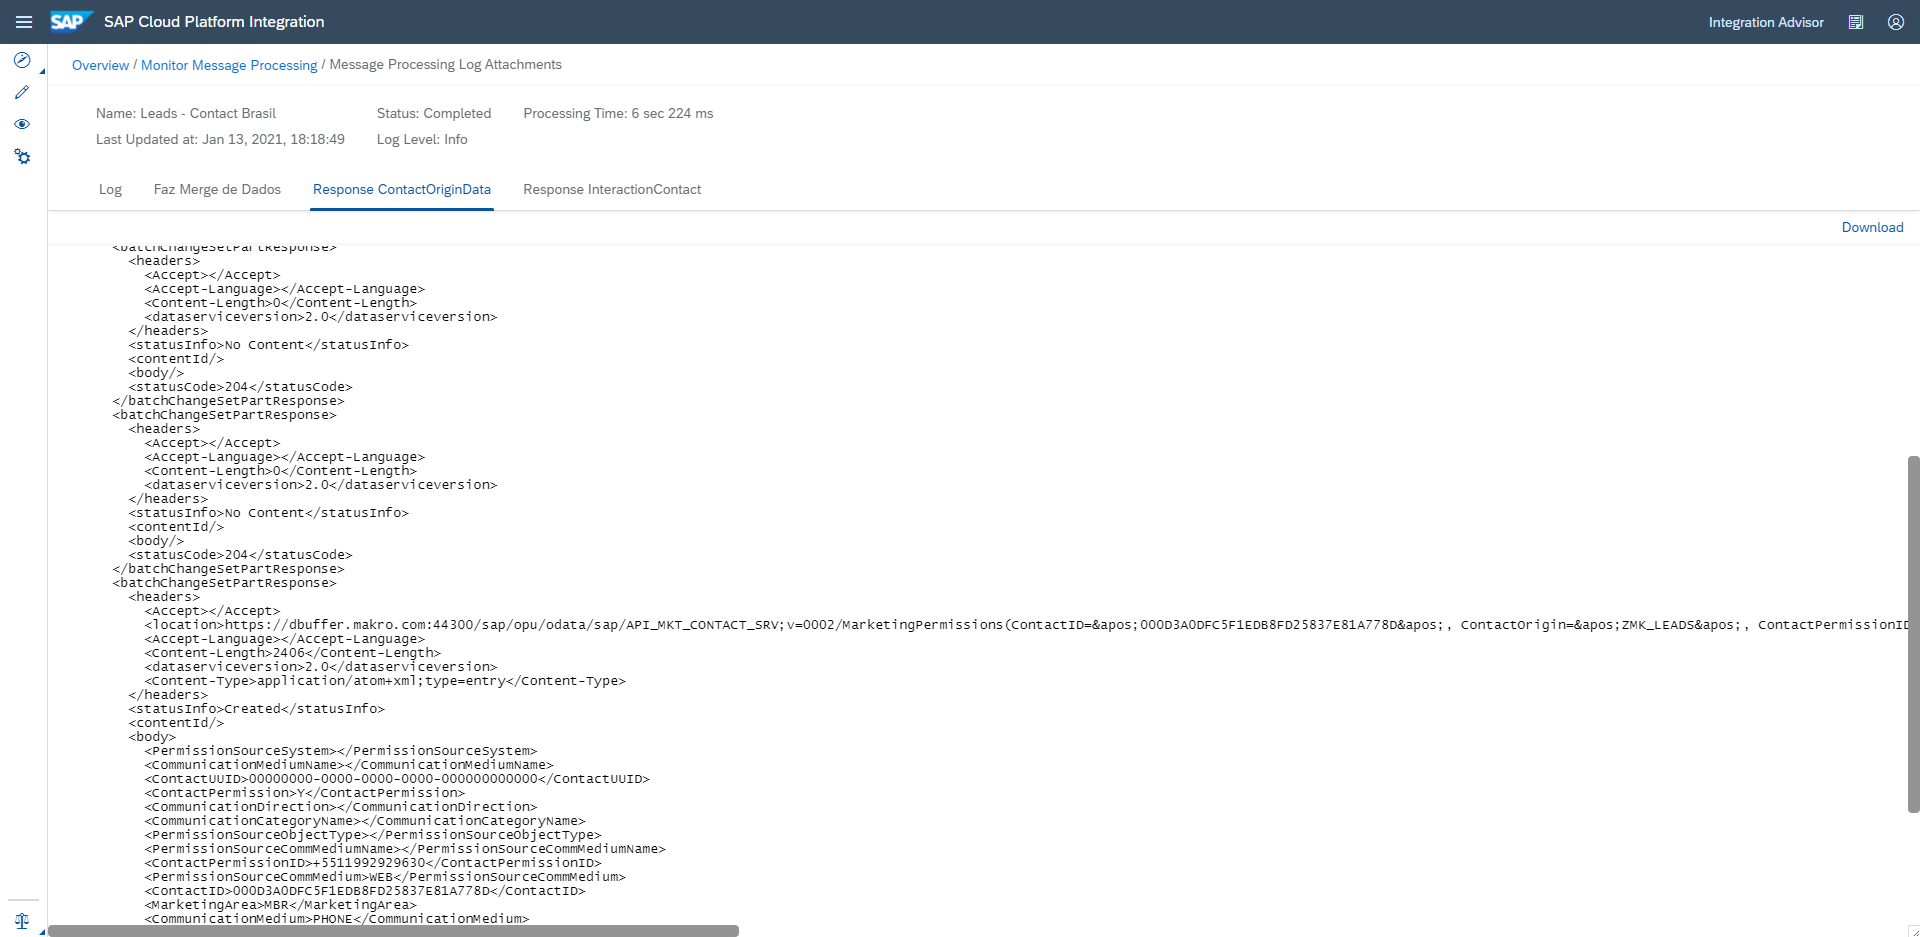 SAP SAP Cloud Platform Integration
Integration Advisor
Overview / Monitor Message Processing / Message Processing Log Attachments
Name: Leads - Contact Brasil
Status: Completed
Processing Time: 6 sec 224 ms
Last Updated at: Jan 13, 2021, 18:18:49
Log Level: Info
Log
Faz Merge de Dados
Response ContactOriginData
Response InteractionContact
Download
<batchChangeSetPartResponse>
<headers>
<Accept></Accept>
<Accept-Language></Accept-Language>
<Content-Length>0</Content-Length>
<dataserviceversion>2.0</dataserviceversion>
</headers>
<statusInfo>No Content</statusInfo>
<contentId/>
<body/>
<statusCode>204</statusCode>
</batchChangeSetPartResponse>
<batchChangeSetPartResponse>
<headers>
<Accept></Accept>
<Accept-Language></Accept-Language>
<Content-Length>0</Content-Length>
<dataserviceversion>2.0</dataserviceversion>
</headers>
<statusInfo>No Content</statusInfo>
<contentId/>
<body/>
<statusCode>204</statusCode>
</batchChangeSetPartResponse>
<batchChangeSetPartResponse>
<headers>
<Accept></Accept>
<location>https://dbuffer.makro.com:44300/sap/opu/odata/sap/API_MKT_CONTACT_SRV;v=0002/MarketingPermissions(ContactID=&apos;000D3A0DFC5F1EDB8FD25837E81A778D&apos;, ContactOrigin=&apos;ZMK_LEADS&apos;, ContactPermissionID
<Accept-Language></Accept-Language>
<Content-Length>2406</Content-Length>
<dataserviceversion>2.0</dataserviceversion>
<Content-Type>application/atom+xml;type=entry</Content-Type>
</headers>
<statusInfo>Created</statusInfo>
<contentId/>
<body>
<PermissionSourceSystem></PermissionSourceSystem>
<CommunicationMediumName></CommunicationMediumName>
<ContactUUID>00000000-0000-0000-0000-000000000000</ContactUUID>
<ContactPermission>Y</ContactPermission>
<CommunicationDirection></CommunicationDirection>
<CommunicationCategoryName></CommunicationCategoryName>
<PermissionSourceObjectType></PermissionSourceObjectType>
<PermissionSourceCommMediumName></PermissionSourceCommMediumName>
<ContactPermissionID>+5511992929630</ContactPermissionID>
<PermissionSourceCommMedium>WEB</PermissionSourceCommMedium>
<ContactID>000D3A0DFC5F1EDB8FD25837E81A778D</ContactID>
<MarketingArea>MBR</MarketingArea>
<CommunicationMedium>PHONE</CommunicationMedium>